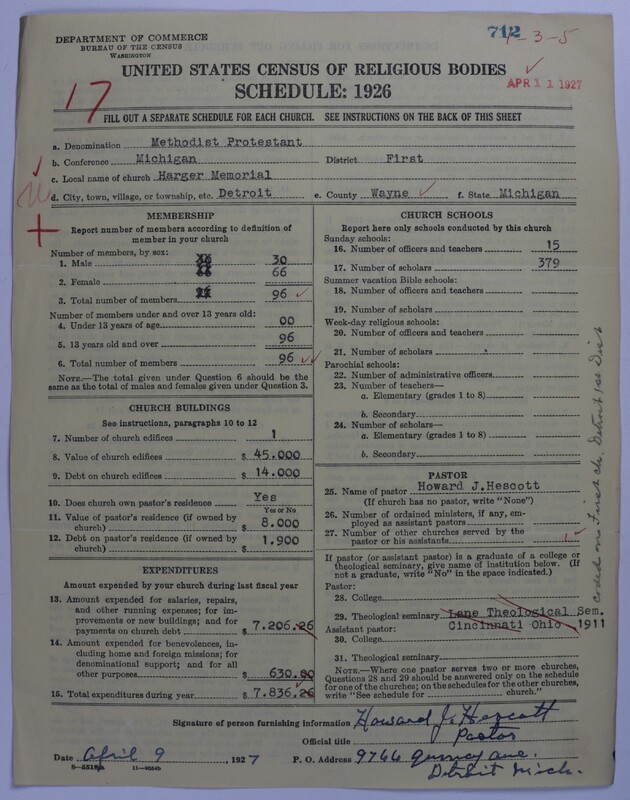 DEPARTMENT OF COMMERCE
BUREAU OF THE CENSUS
WASHINGTON
712
1-3-5
UNITED STATES CENSUS OF RELIGIOUS BODIES
SCHEDULE: 1926
APR 11 1927
17
FILL OUT A SEPARATE SCHEDULE FOR EACH CHURCH. SEE INSTRUCTIONS ON THE BACK OF THIS SHEET
a. Denomination Methodist Protestant
b. Conference Michigan District First
c. Local name of church Harger Memorial
d. City, town, village, or township, etc. Detroit e. County Wayne f. State Michigan
MEMBERSHIP
Report number of members according to definition of
member in your church
Number of members, by sex:
1. Male 30
2. Female 66
3. Total number of members 96
Number of members under and over 13 years old:
4. Under 13 years of age 00
5. 13 years old and over 96
6. Total number of members 96
NOTE.—The total given under Question 6 should be the
same as the total of males and females given under Question 3.
CHURCH BUILDINGS
See instructions, paragraphs 10 to 12
7. Number of church edifices 1
8. Value of church edifices $ 45.000
9. Debt on church edifices $ 14.000
10. Does church own pastor's residence Yes
Yes or No
11. Value of pastor's residence (if owned by
church) $ 8.000
12. Debt on pastor's residence (if owned by
church) $ 1.900
EXPENDITURES
Amount expended by your church during last fiscal year
13. Amount expended for salaries, repairs,
and other running expenses; for im-
provements or new buildings; and for
payments on church debt $ 7.206.26
14. Amount expended for benevolences, in-
cluding home and foreign missions; for
denominational support; and for all
other purposes $ 630.00
15. Total expenditures during year $ 7.836.26
CHURCH SCHOOLS
Report here only schools conducted by this church
Sunday schools:
16. Number of officers and teachers 15
17. Number of scholars 379
Summer vacation Bible schools:
18. Number of officers and teachers
19. Number of scholars
Week-day religious schools:
20. Number of officers and teachers
21. Number of scholars
Parochial schools:
22. Number of administrative officers
23. Number of teachers—
a. Elementary (grades 1 to 8)
b. Secondary
24. Number of scholars—
a. Elementary (grades 1 to 8)
b. Secondary
PASTOR
25. Name of pastor Howard J.Hescott
(If church has no pastor, write "None")
26. Number of ordained ministers, if any, em-
ployed as assistant pastors
27. Number of other churches served by the
pastor or his assistants
If pastor (or assistant pastor) is a graduate of a college or
theological seminary, give name of institution below. (If
not a graduate, write "No" in the space indicated.)
Pastor:
28. College
29. Theological seminary Lane Theological Sem.
Assistant pastor: Cincinnati Ohio 1911
30. College
31. Theological seminary
NOTE.—Where one pastor serves two or more churches,
Questions 28 and 29 should be answered only on the schedule
for one of the churches; on the schedules for the other churches,
write "See schedule for church."
Signature of person furnishing information Howard J. Hescott
Official title Pastor
Date April 9, 1927 P. O. Address 9766 Quincy ave.
Detroit Mich.